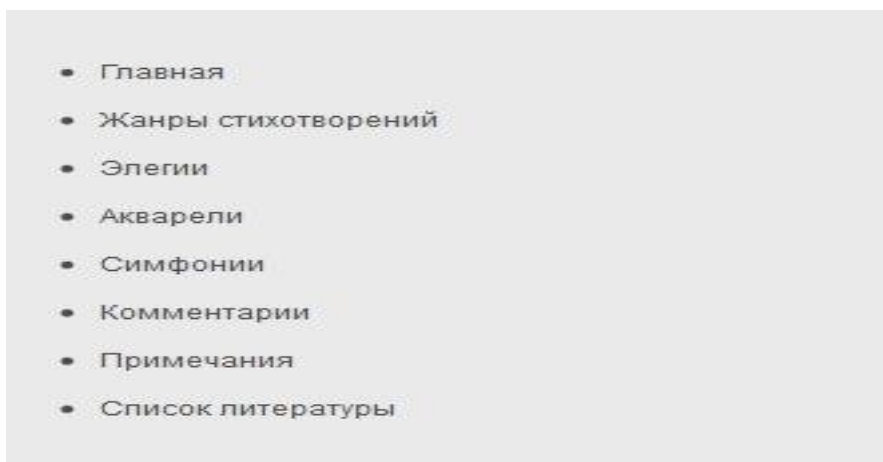 • Главная
• Жанры стихотворений
• Элегии
• Акварели
• Симфонии
• Комментарии
• Примечания
• Список литературы